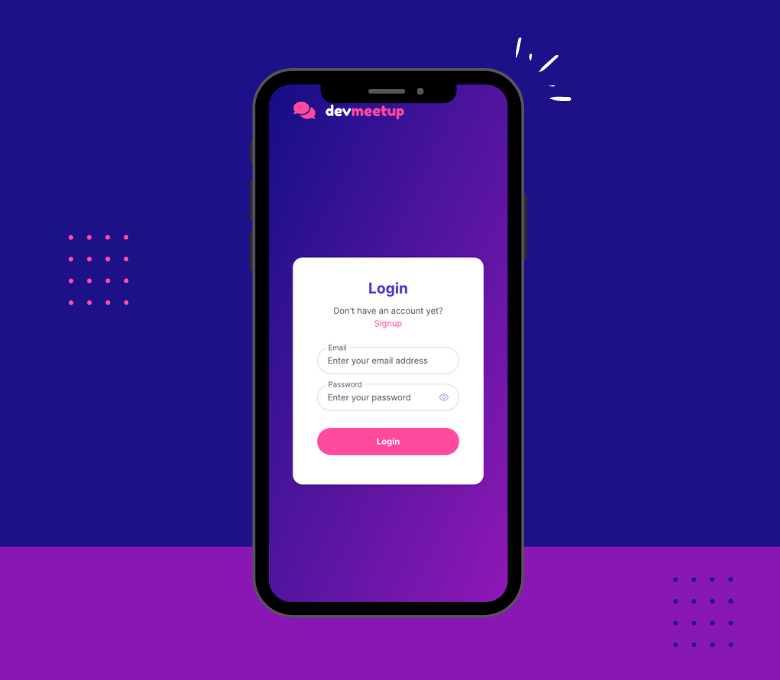 devmeetup
Login
Don't have an account yet?
Signup
Email
Enter your email address
Password
Enter your password
Login